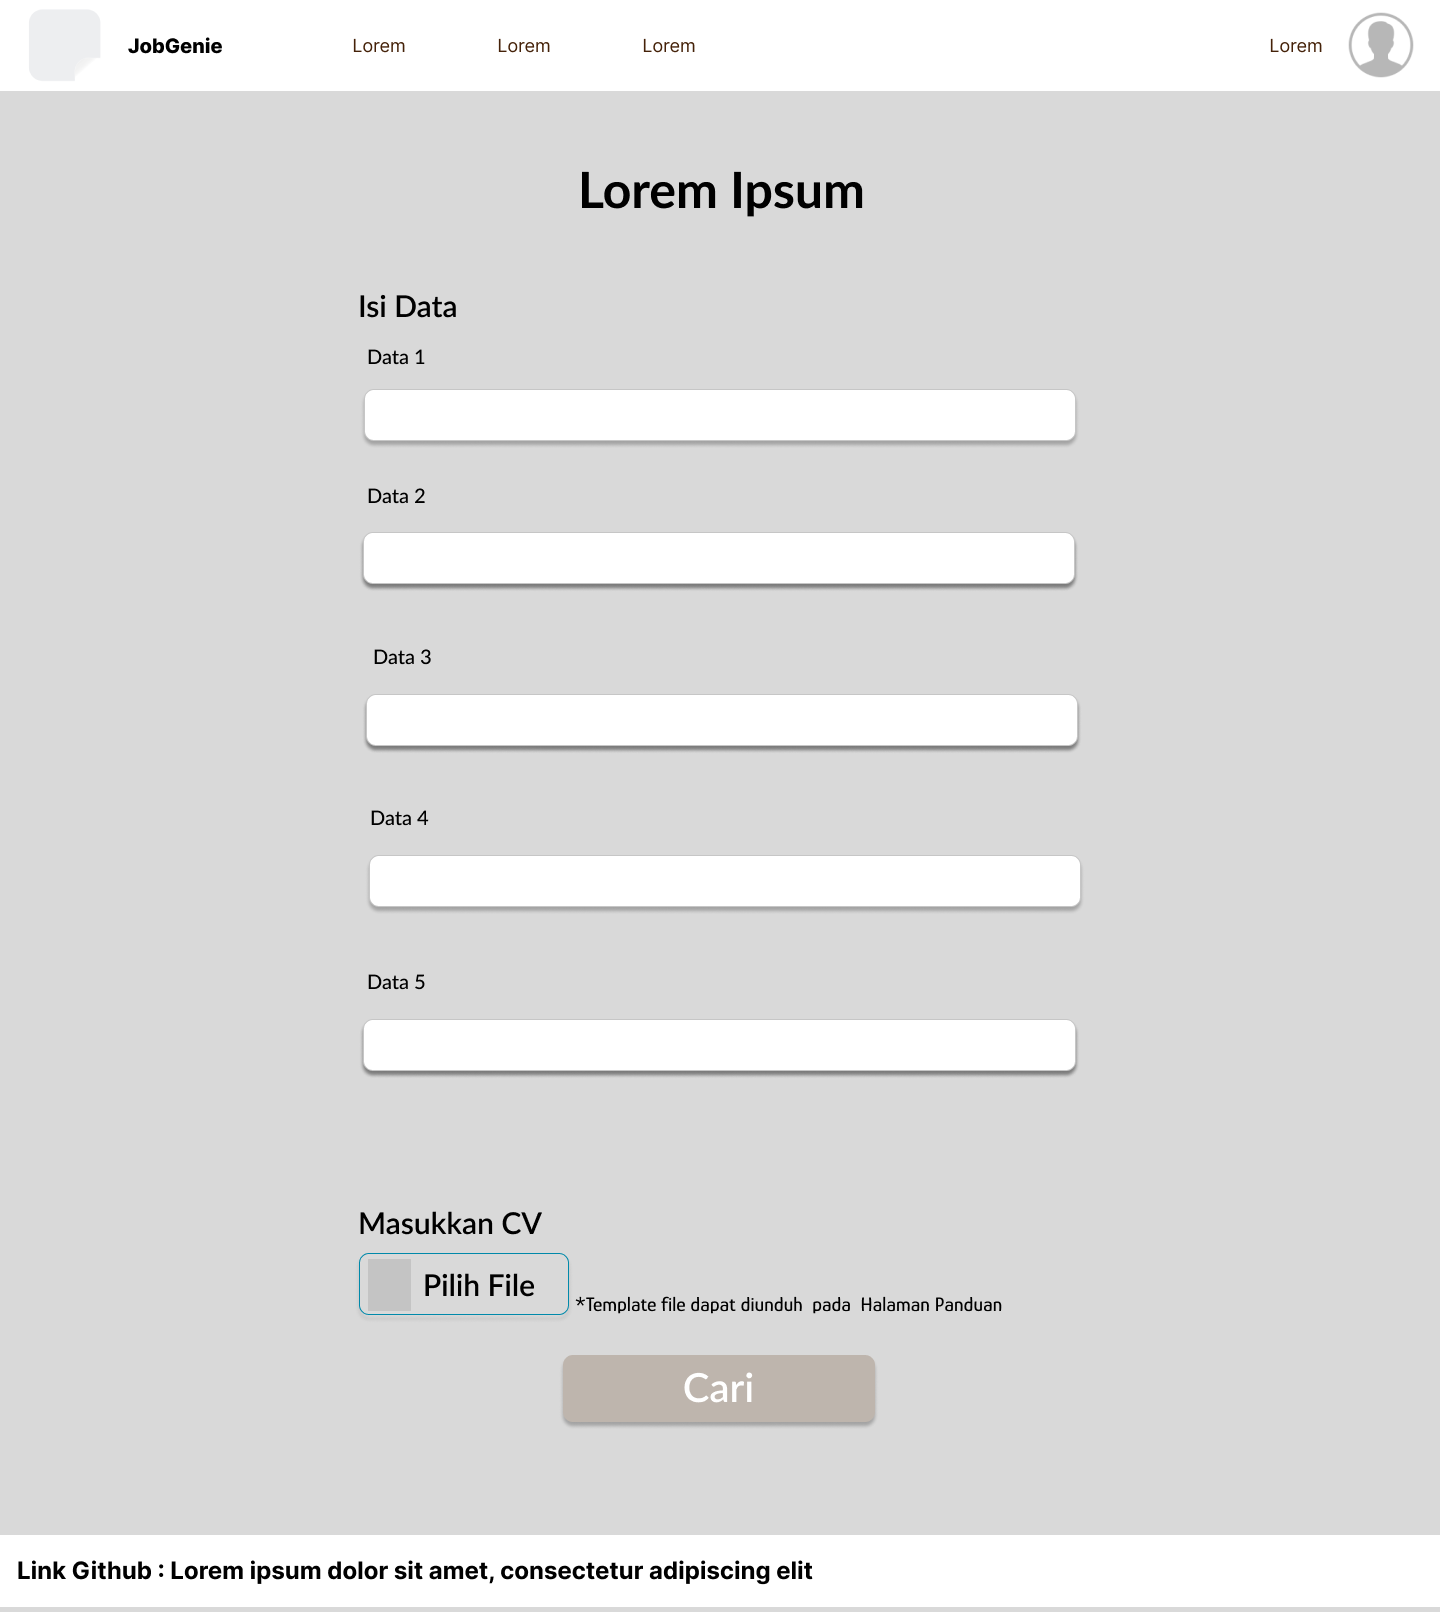 JobGenie Lorem Lorem Lorem Lorem
Lorem Ipsum
Isi Data
Data 1
Data 2
Data 3
Data 4
Data 5
Masukkan CV
Pilih File
*Template file dapat diunduh pada Halaman Panduan
Cari
Link Github : Lorem ipsum dolor sit amet, consectetur adipiscing elit